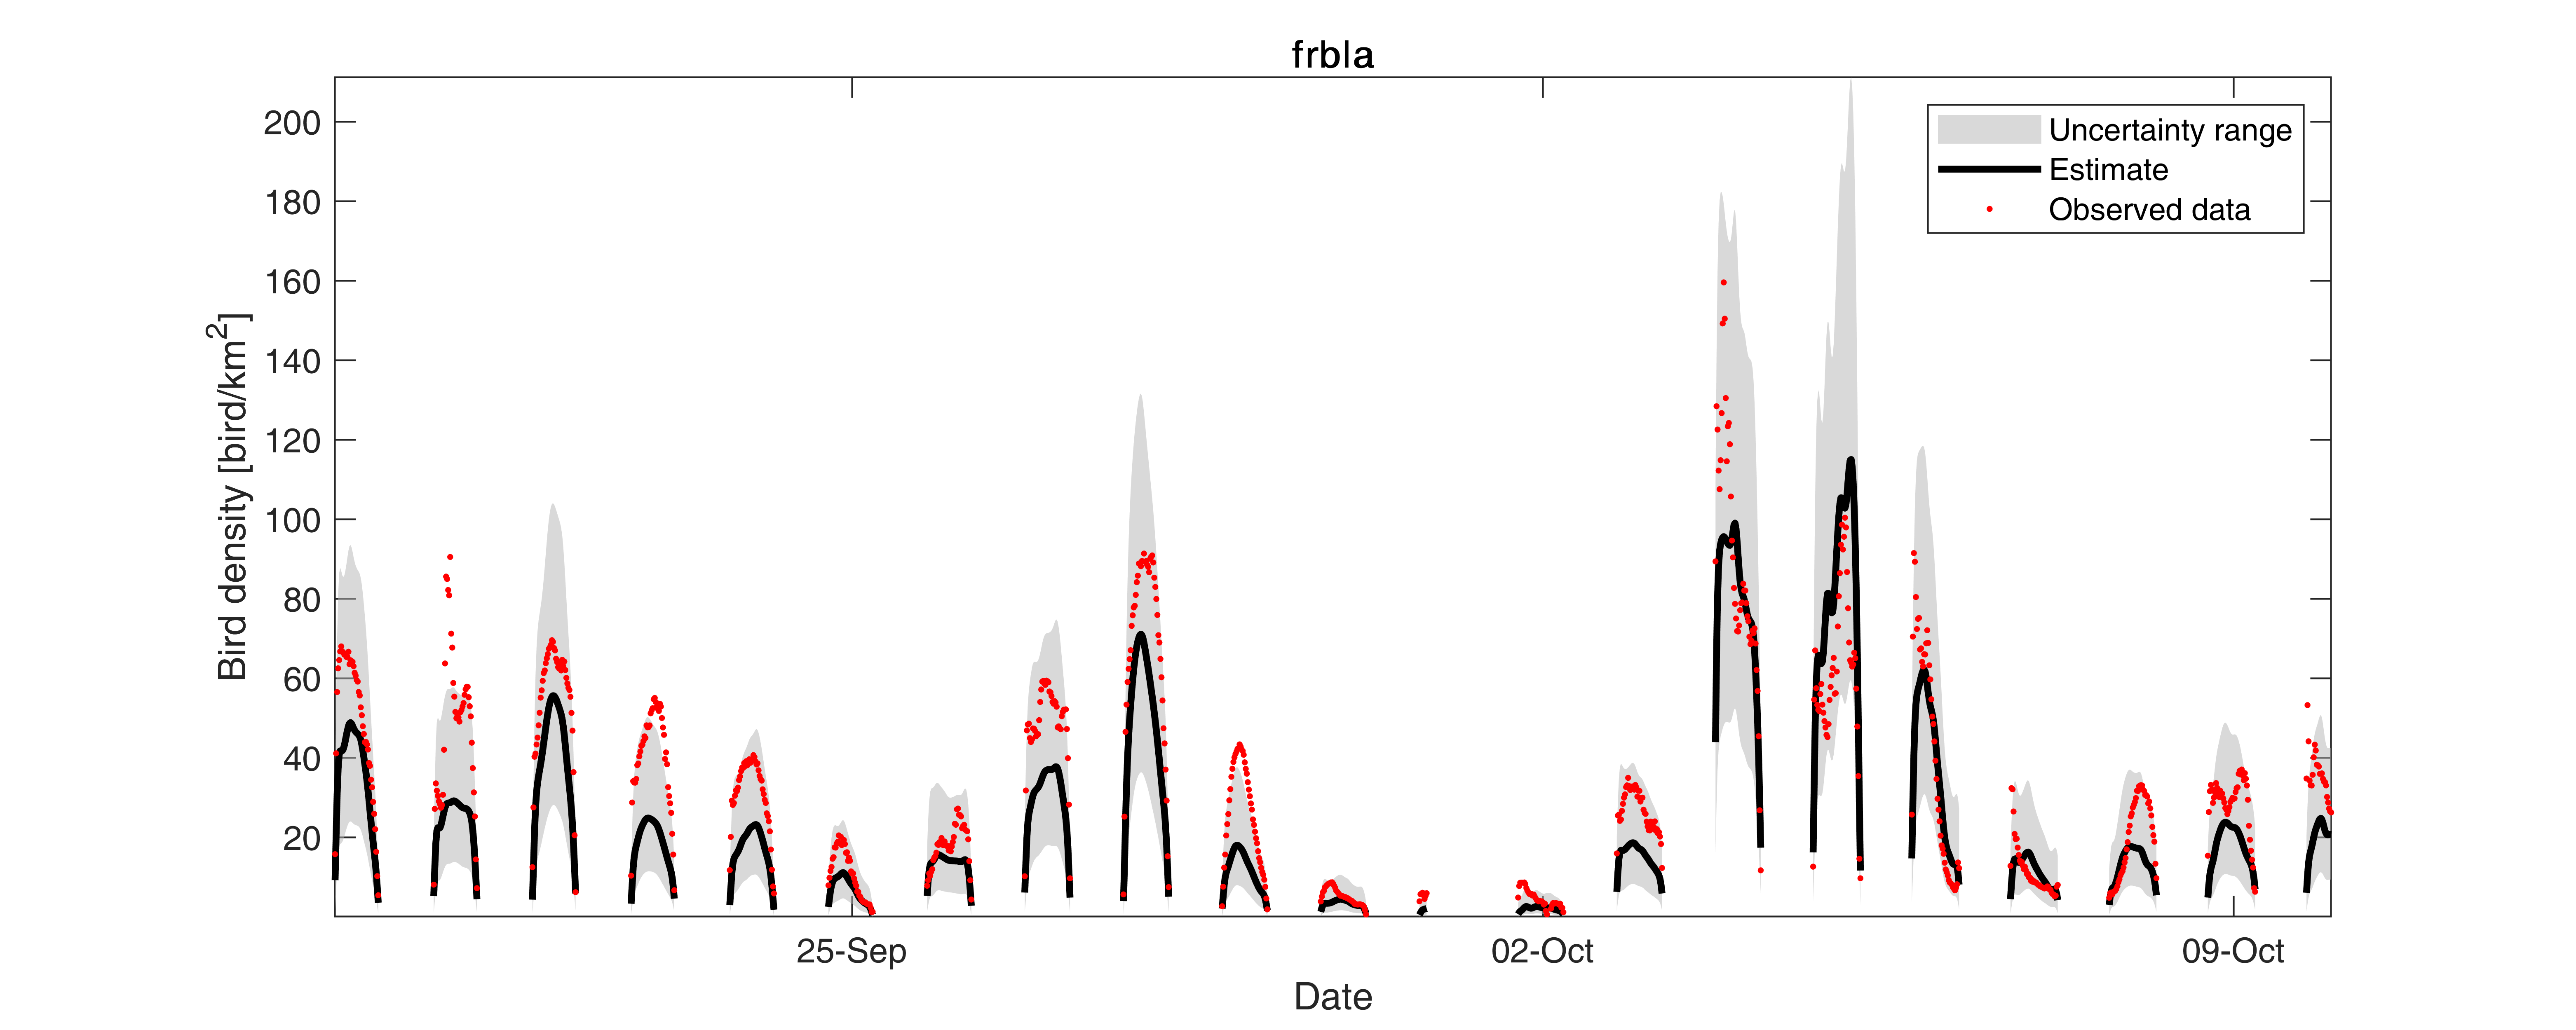 frbla
Bird density [bird/km²]
200
180
160
140
120
100
80
60
40
20
Uncertainty range
Estimate
Observed data
25-Sep
02-Oct
09-Oct
Date